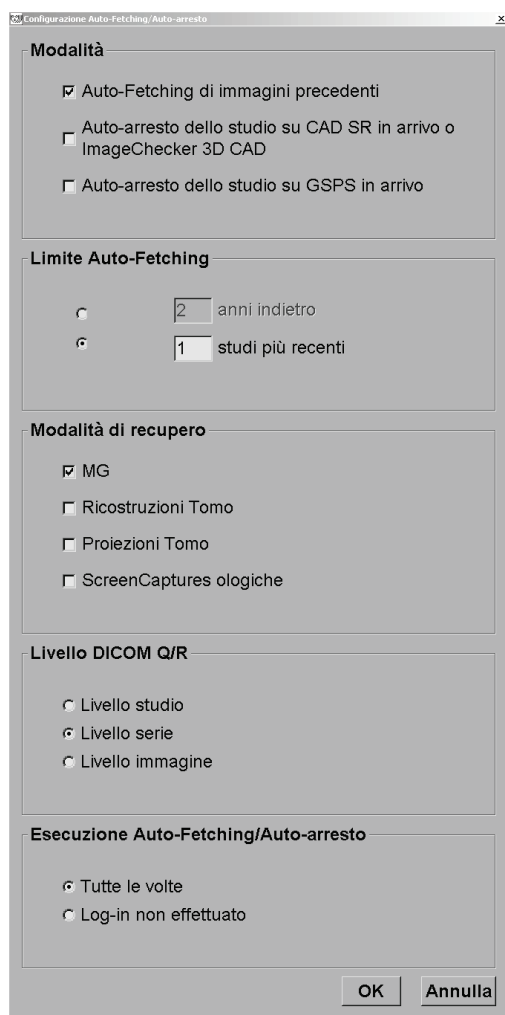 Configurazione Auto-Fetching/Auto-arresto
Modalità
Auto-Fetching di immagini precedenti
Auto-arresto dello studio su CAD SR in arrivo o
ImageChecker 3D CAD
Auto-arresto dello studio su GSPS in arrivo
Limite Auto-Fetching
2 anni indietro
1 studi più recenti
Modalità di recupero
MG
Ricostruzioni Tomo
Proiezioni Tomo
ScreenCaptures ologiche
Livello DICOM Q/R
Livello studio
Livello serie
Livello immagine
Esecuzione Auto-Fetching/Auto-arresto
Tutte le volte
Log-in non effettuato
OK Annulla